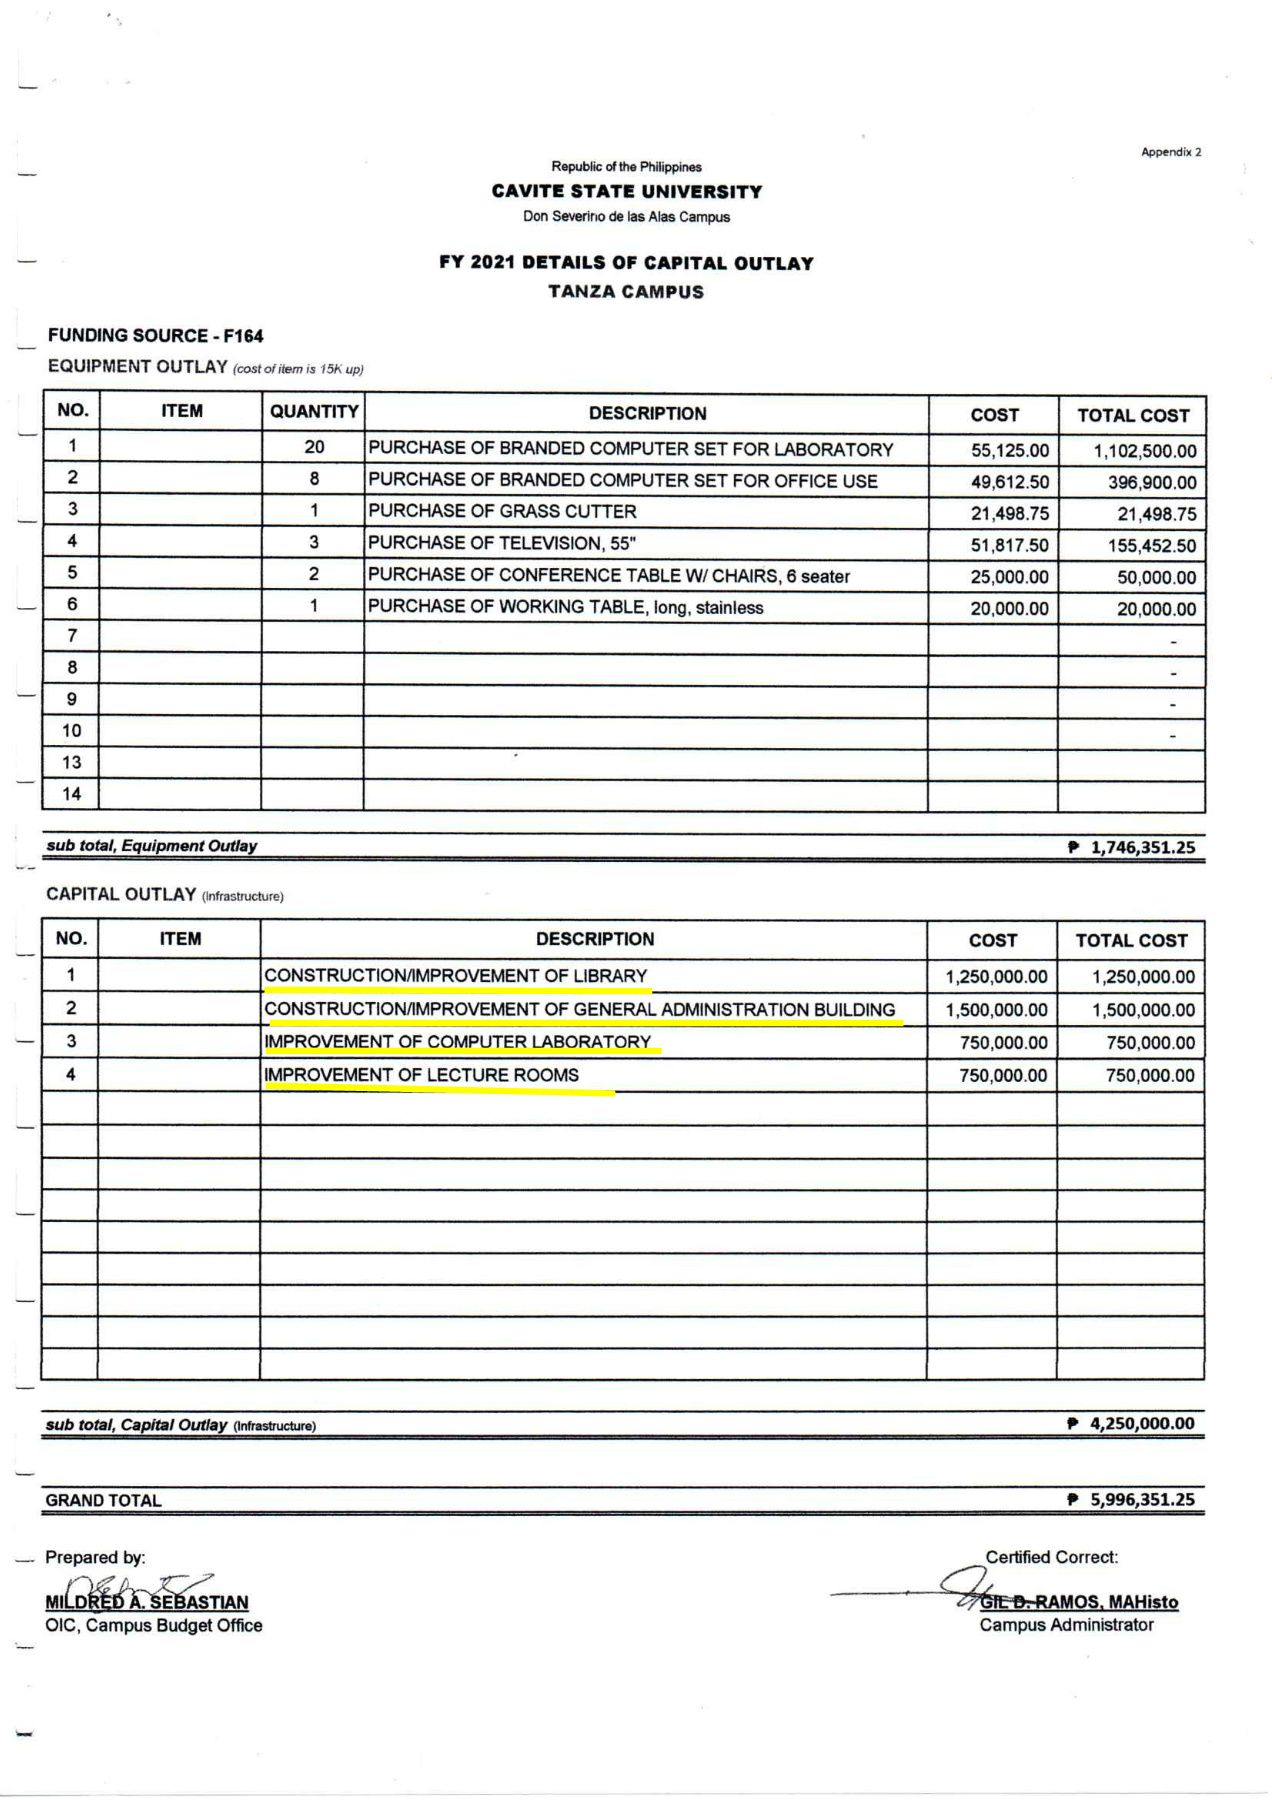 Appendix 2
Republic of the Philippines
CAVITE STATE UNIVERSITY
Don Severino de las Alas Campus
FY 2021 DETAILS OF CAPITAL OUTLAY
TANZA CAMPUS
FUNDING SOURCE - F164
EQUIPMENT OUTLAY (cost of item is 15K up)
NO. ITEM QUANTITY DESCRIPTION COST TOTAL COST
1 20 PURCHASE OF BRANDED COMPUTER SET FOR LABORATORY 55,125.00 1,102,500.00
2 8 PURCHASE OF BRANDED COMPUTER SET FOR OFFICE USE 49,612.50 396,900.00
3 1 PURCHASE OF GRASS CUTTER 21,498.75 21,498.75
4 3 PURCHASE OF TELEVISION, 55" 51,817.50 155,452.50
5 2 PURCHASE OF CONFERENCE TABLE W/ CHAIRS, 6 seater 25,000.00 50,000.00
6 1 PURCHASE OF WORKING TABLE, long, stainless 20,000.00 20,000.00
7 -
8 -
9 -
10 -
13
14
sub total, Equipment Outlay ₱ 1,746,351.25
CAPITAL OUTLAY (Infrastructure)
NO. ITEM DESCRIPTION COST TOTAL COST
1 CONSTRUCTION/IMPROVEMENT OF LIBRARY 1,250,000.00 1,250,000.00
2 CONSTRUCTION/IMPROVEMENT OF GENERAL ADMINISTRATION BUILDING 1,500,000.00 1,500,000.00
3 IMPROVEMENT OF COMPUTER LABORATORY 750,000.00 750,000.00
4 IMPROVEMENT OF LECTURE ROOMS 750,000.00 750,000.00
sub total, Capital Outlay (Infrastructure) ₱ 4,250,000.00
GRAND TOTAL ₱ 5,996,351.25
Prepared by: Certified Correct:
MILDRED A. SEBASTIAN GIL D. RAMOS, MAHisto
OIC, Campus Budget Office Campus Administrator